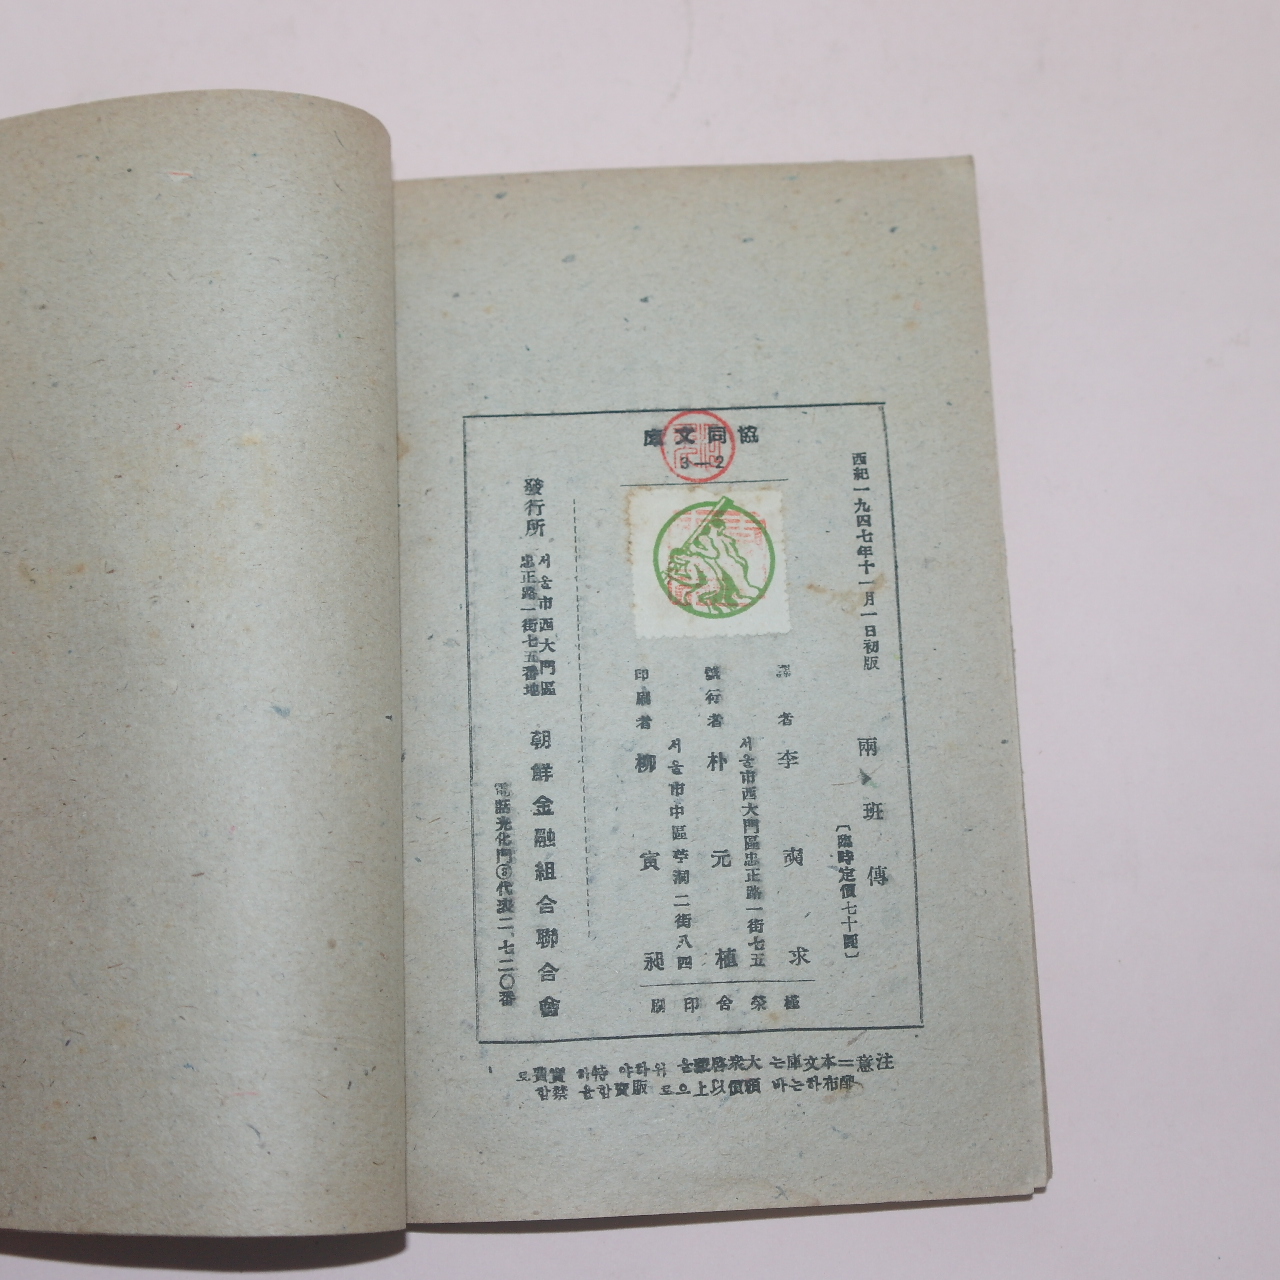 協同文庫
3—2
西紀一九四七年十一月一日初版
兩班傳
〔臨時定價七十圓〕
譯者 李奭求
서울市西大門區忠正路一街七五
發行者 朴元植
서울市中區苧洞二街八四
印刷者 柳寅昶
槿榮舍印刷
發行所
서울市西大門區
忠正路一街七五番地
朝鮮金融組合聯合會
電話光化門③代表二、七二〇番
注意=本文庫는 大衆啓蒙을 위하야 特히 實費로
配布하는바 價額以上으로 販賣함을 禁함